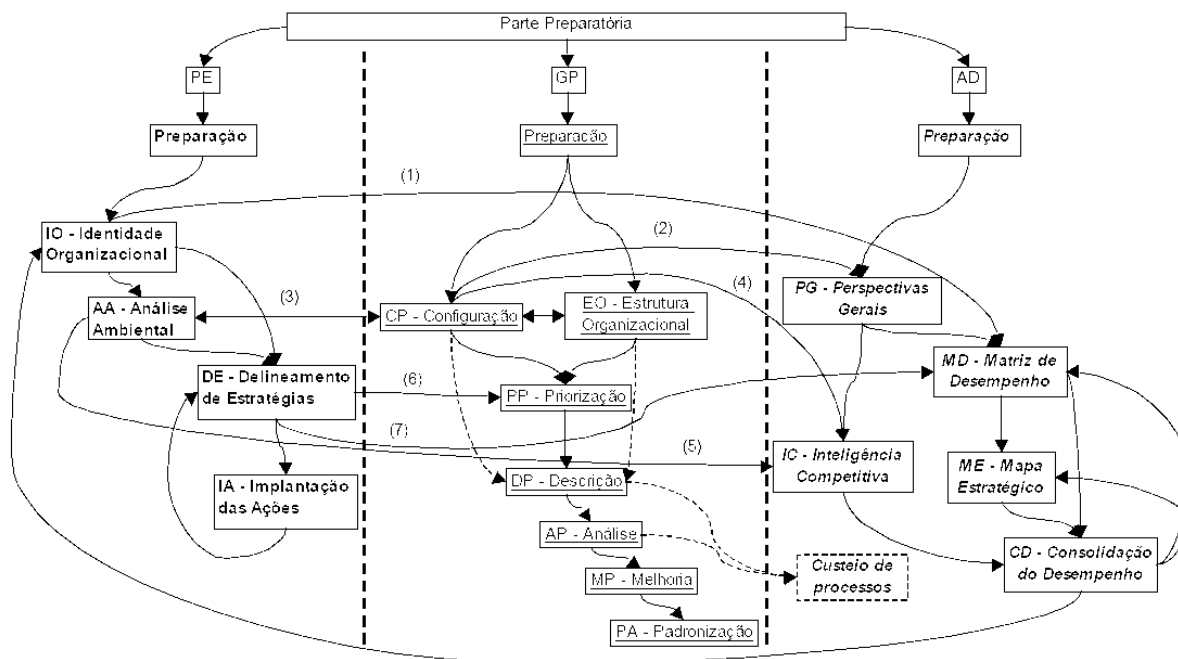 Parte Preparatória
PE
GP
AD
Preparação
Preparacão
Preparação
(1)
IO - Identidade
Organizacional
(2)
(3)
(4)
PG - Perspectivas
Gerais
AA - Análise
Ambiental
CP - Configuração
EO - Estrutura
Organizacional
MD - Matriz de
Desempenho
DE - Delineamento
de Estratégias
(6)
PP - Priorização
(7)
(5)
IC - Inteligência
Competitiva
ME - Mapa
Estratégico
IA - Implantação
das Ações
DP - Descrição
AP - Análise
CD - Consolidação
do Desempenho
MP - Melhoria
Custeio de
processos
PA - Padronização